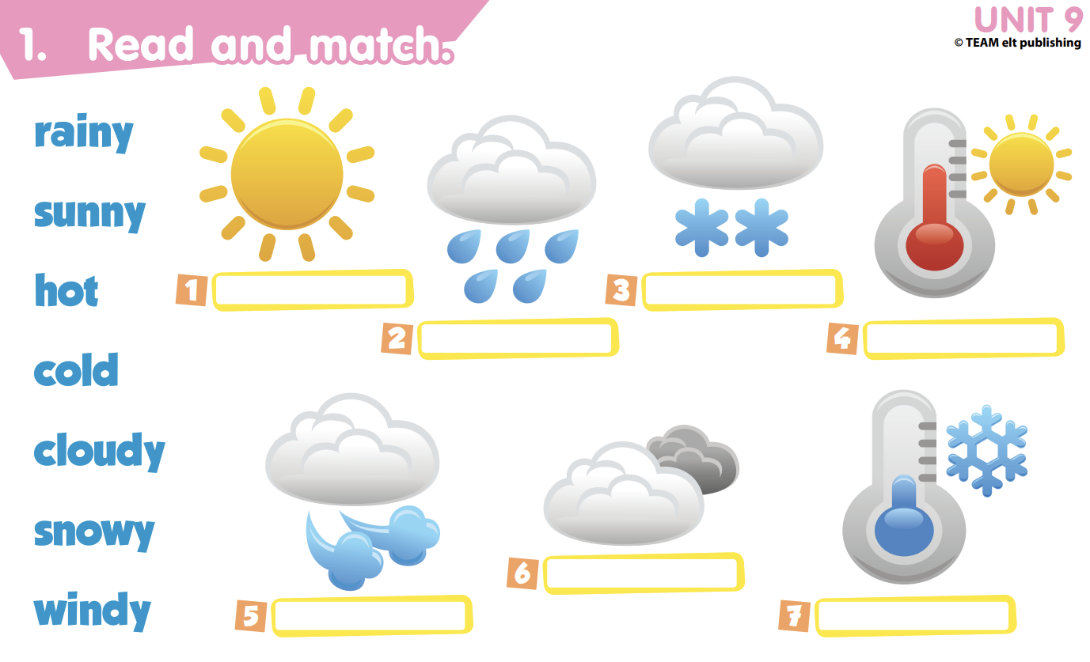 1. Read and match.
UNIT 9
© TEAM elt publishing
rainy
sunny
hot
cold
cloudy
snowy
windy
1
2
3
4
5
6
7